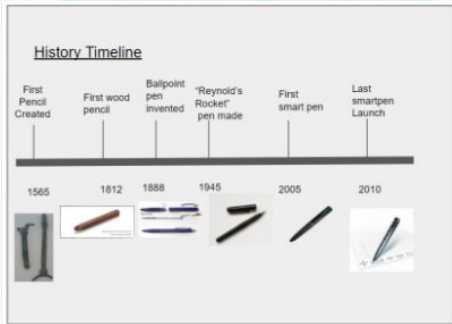 History Timeline
First
Pencil
Created
First wood
pencil
Ballpoint
pen
invented
"Reynold's
Rocket"
pen made
First
smart pen
Last
smartpen
Launch
1565
1812
1888
1945
2005
2010